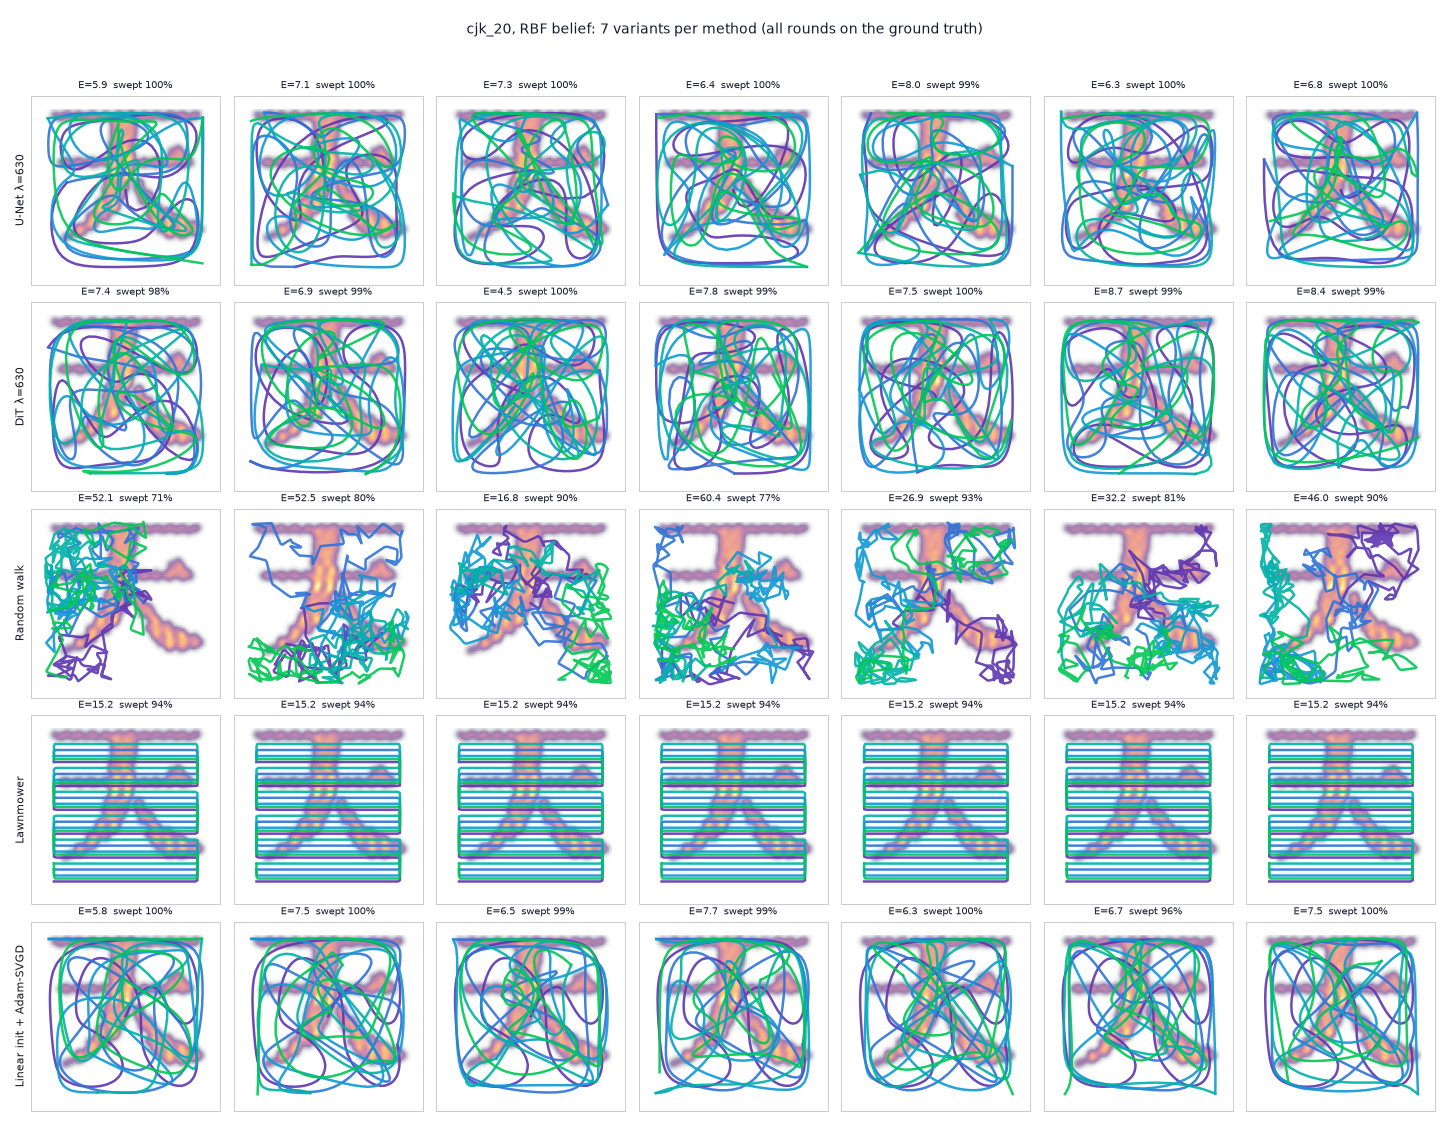 cjk_20, RBF belief: 7 variants per method (all rounds on the ground truth)
E=5.9 swept 100% E=7.1 swept 100% E=7.3 swept 100% E=6.4 swept 100% E=8.0 swept 99% E=6.3 swept 100% E=6.8 swept 100%
U-Net λ=630
E=7.4 swept 98% E=6.9 swept 99% E=4.5 swept 100% E=7.8 swept 99% E=7.5 swept 100% E=8.7 swept 99% E=8.4 swept 99%
DiT λ=630
E=52.1 swept 71% E=52.5 swept 80% E=16.8 swept 90% E=60.4 swept 77% E=26.9 swept 93% E=32.2 swept 81% E=46.0 swept 90%
Random walk
E=15.2 swept 94% E=15.2 swept 94% E=15.2 swept 94% E=15.2 swept 94% E=15.2 swept 94% E=15.2 swept 94% E=15.2 swept 94%
Lawnmower
E=5.8 swept 100% E=7.5 swept 100% E=6.5 swept 99% E=7.7 swept 99% E=6.3 swept 100% E=6.7 swept 96% E=7.5 swept 100%
Linear init + Adam-SVGD